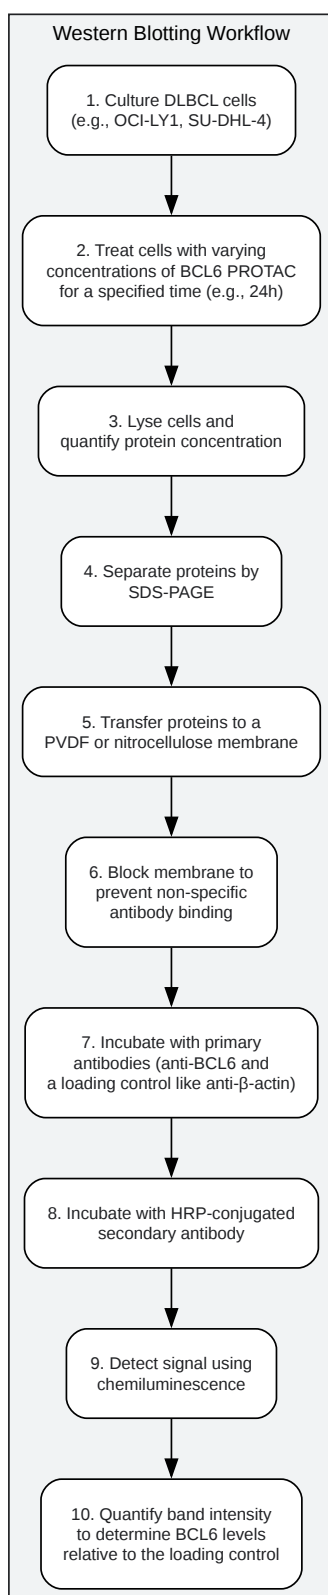 Western Blotting Workflow
1. Culture DLBCL cells
(e.g., OCI-LY1, SU-DHL-4)
2. Treat cells with varying
concentrations of BCL6 PROTAC
for a specified time (e.g., 24h)
3. Lyse cells and
quantify protein concentration
4. Separate proteins by
SDS-PAGE
5. Transfer proteins to a
PVDF or nitrocellulose membrane
6. Block membrane to
prevent non-specific
antibody binding
7. Incubate with primary
antibodies (anti-BCL6 and
a loading control like anti-β-actin)
8. Incubate with HRP-conjugated
secondary antibody
9. Detect signal using
chemiluminescence
10. Quantify band intensity
to determine BCL6 levels
relative to the loading control